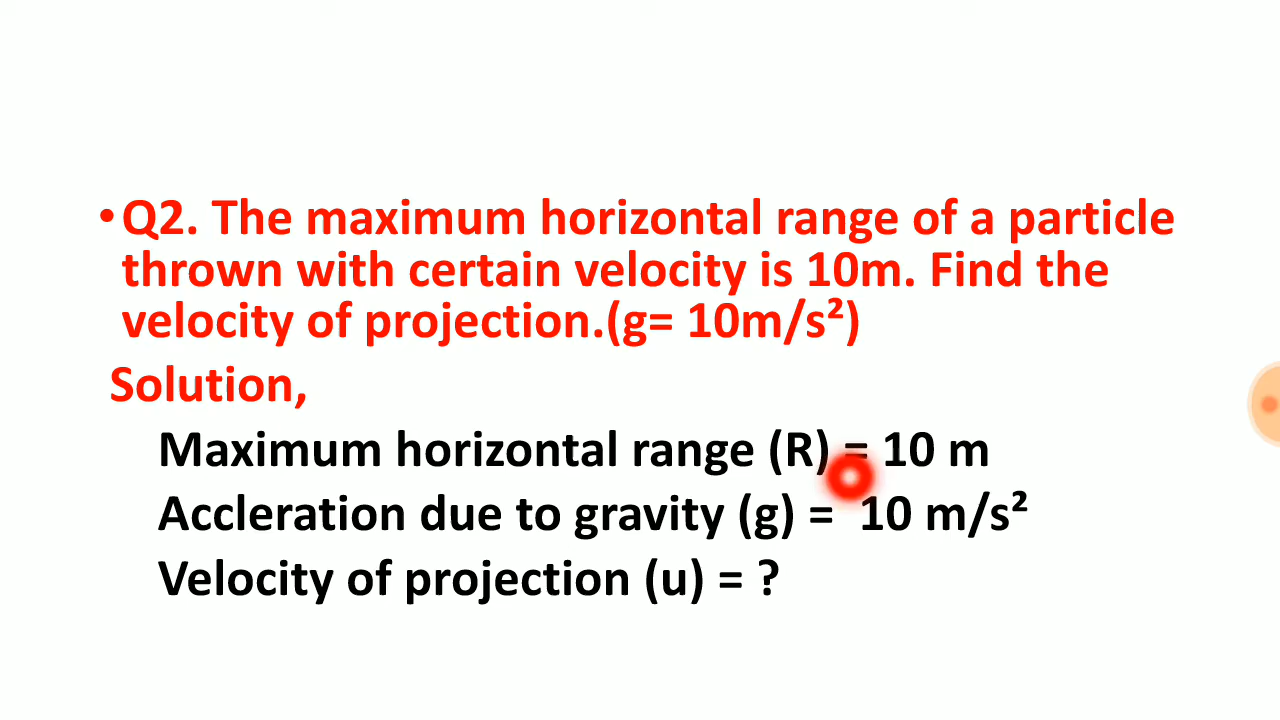 •Q2. The maximum horizontal range of a particle
thrown with certain velocity is 10m. Find the
velocity of projection.(g= 10m/s²)
Solution,
Maximum horizontal range (R) = 10 m
Accleration due to gravity (g) = 10 m/s²
Velocity of projection (u) = ?